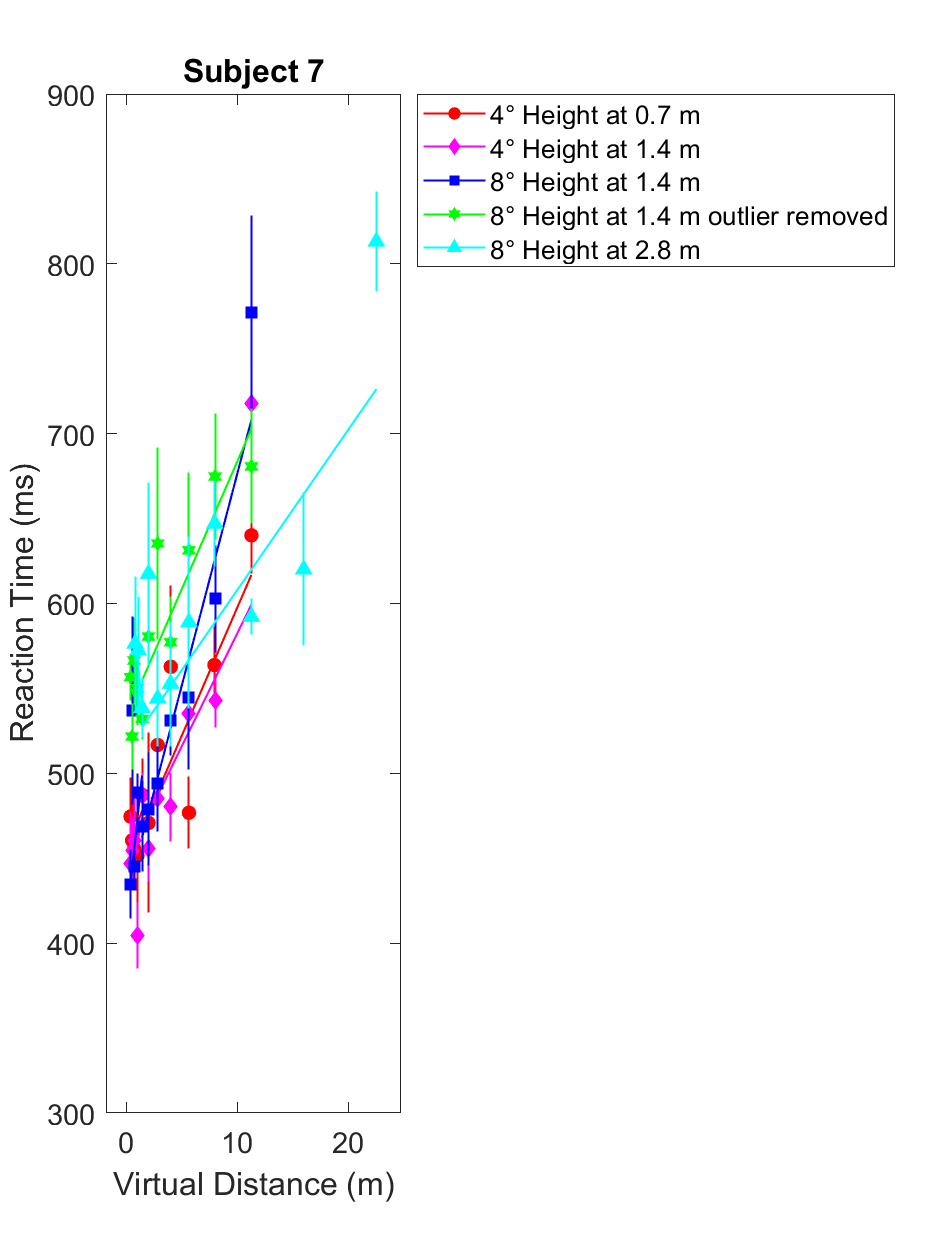 Subject 7
900
800
700
600
500
400
300
0 10 20
Reaction Time (ms)
Virtual Distance (m)
4° Height at 0.7 m
4° Height at 1.4 m
8° Height at 1.4 m
8° Height at 1.4 m outlier removed
8° Height at 2.8 m